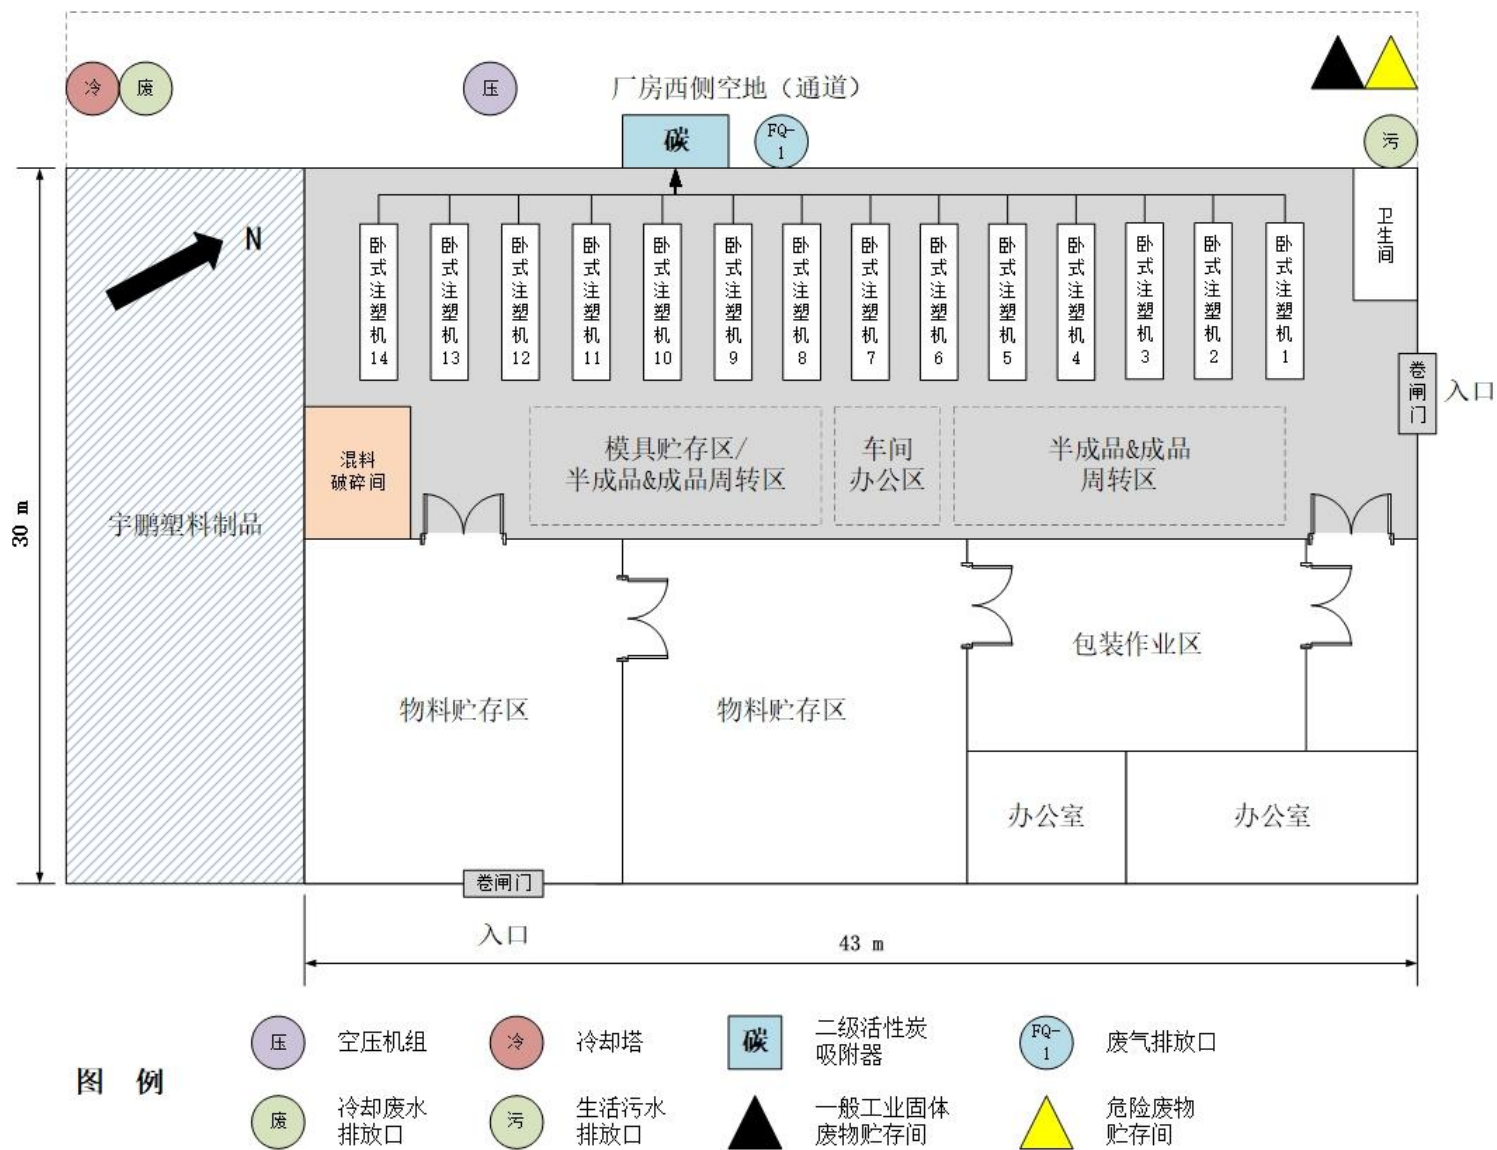 冷
废
压
厂房西侧空地（通道）
碳
FQ-
1
污
N
卧式注塑机14
卧式注塑机13
卧式注塑机12
卧式注塑机11
卧式注塑机10
卧式注塑机9
卧式注塑机8
卧式注塑机7
卧式注塑机6
卧式注塑机5
卧式注塑机4
卧式注塑机3
卧式注塑机2
卧式注塑机1
卫生间
卷闸门
入口
混料
破碎间
模具贮存区/
半成品&成品周转区
车间
办公区
半成品&成品
周转区
30 m
宇鹏塑料制品
物料贮存区
物料贮存区
包装作业区
办公室
办公室
卷闸门
入口
43 m
图 例
压
空压机组
冷
冷却塔
碳
二级活性炭
吸附器
FQ-
1
废气排放口
废
冷却废水
排放口
污
生活污水
排放口
一般工业固体
废物贮存间
危险废物
贮存间